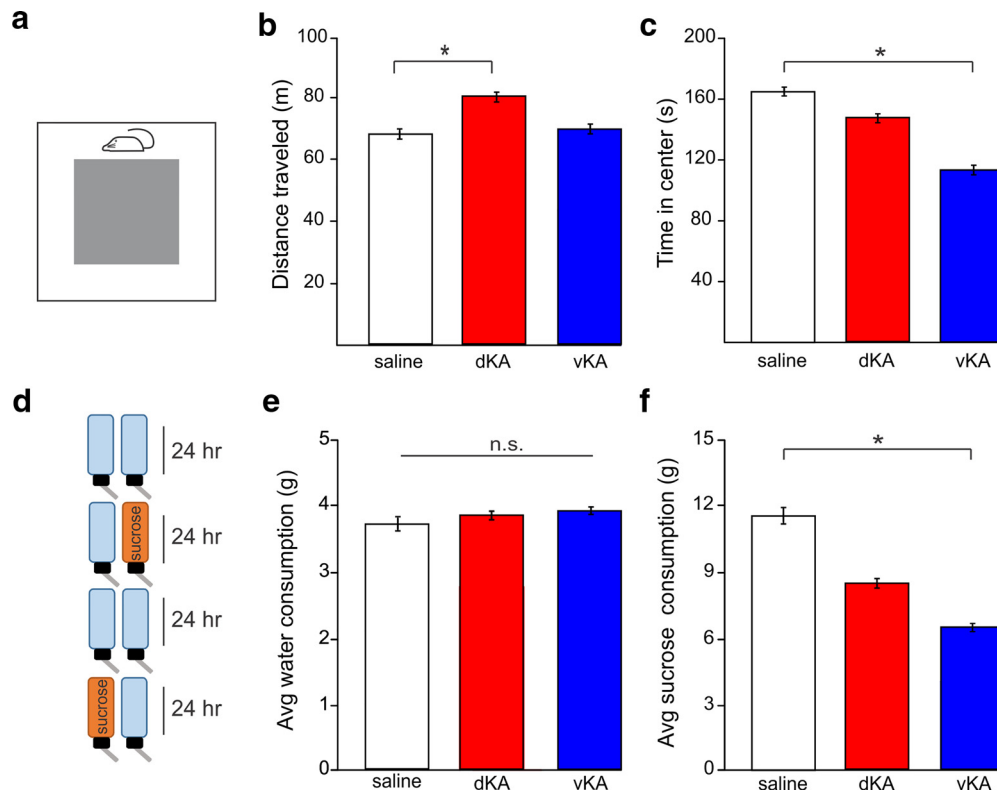 a
b
Distance traveled (m)
100
80
60
40
20
*
saline dKA vKA
c
Time in center (s)
200
160
120
80
40
*
saline dKA vKA
d
24 hr
sucrose
24 hr
24 hr
sucrose
24 hr
e
Avg water consumption (g)
5
4
3
2
1
0
n.s.
saline dKA vKA
f
Avg sucrose consumption (g)
15
12
9
6
3
0
*
saline dKA vKA